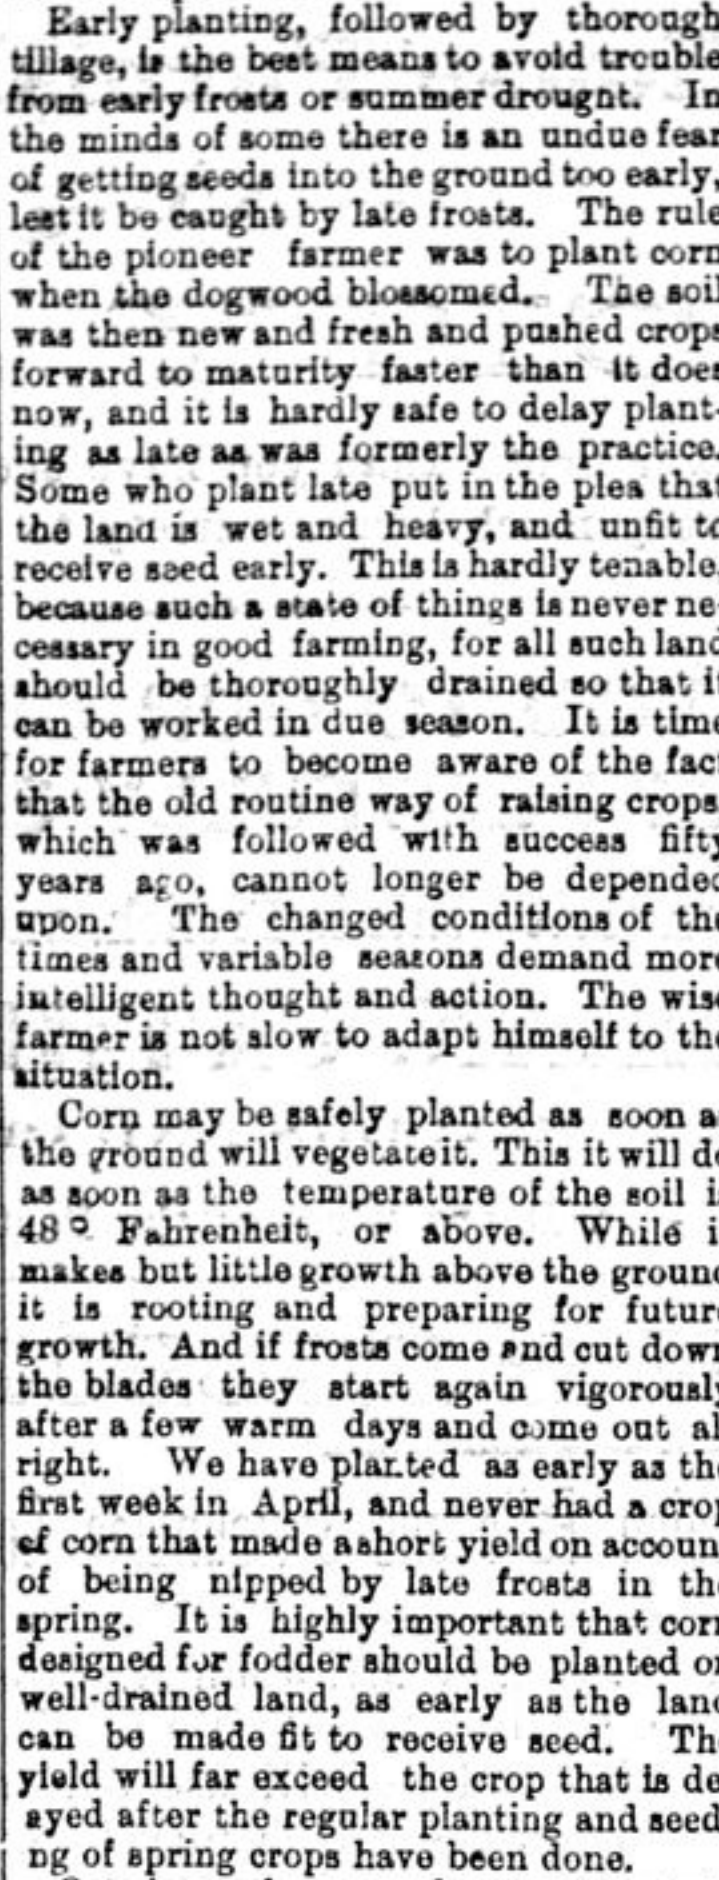 Early planting, followed by thorough
tillage, is the best means to avoid trouble
from early frosts or summer drought. In
the minds of some there is an undue fear
of getting seeds into the ground too early,
lest it be caught by late frosts. The rule
of the pioneer farmer was to plant corn
when the dogwood blossomed. The soil
was then new and fresh and pushed crops
forward to maturity faster than it does
now, and it is hardly safe to delay plant-
ing as late as was formerly the practice.
Some who plant late put in the plea that
the land is wet and heavy, and unfit to
receive seed early. This is hardly tenable,
because such a state of things is never ne-
cessary in good farming, for all such land
should be thoroughly drained so that it
can be worked in due season. It is time
for farmers to become aware of the fact
that the old routine way of raising crops
which was followed with success fifty
years ago, cannot longer be depended
upon. The changed conditions of the
times and variable seasons demand more
intelligent thought and action. The wise
farmer is not slow to adapt himself to the
situation.
Corn may be safely planted as soon a
the ground will vegetate it. This it will do
as soon as the temperature of the soil i
48° Fahrenheit, or above. While i
makes but little growth above the ground
it is rooting and preparing for futur
growth. And if frosts come and cut down
the blades they start again vigorously
after a few warm days and come out al
right. We have planted as early as the
first week in April, and never had a crop
of corn that made a short yield on accoun
of being nipped by late frosts in the
spring. It is highly important that corn
designed for fodder should be planted on
well-drained land, as early as the land
can be made fit to receive seed. Th
yield will far exceed the crop that is de
ayed after the regular planting and seed
ng of spring crops have been done.